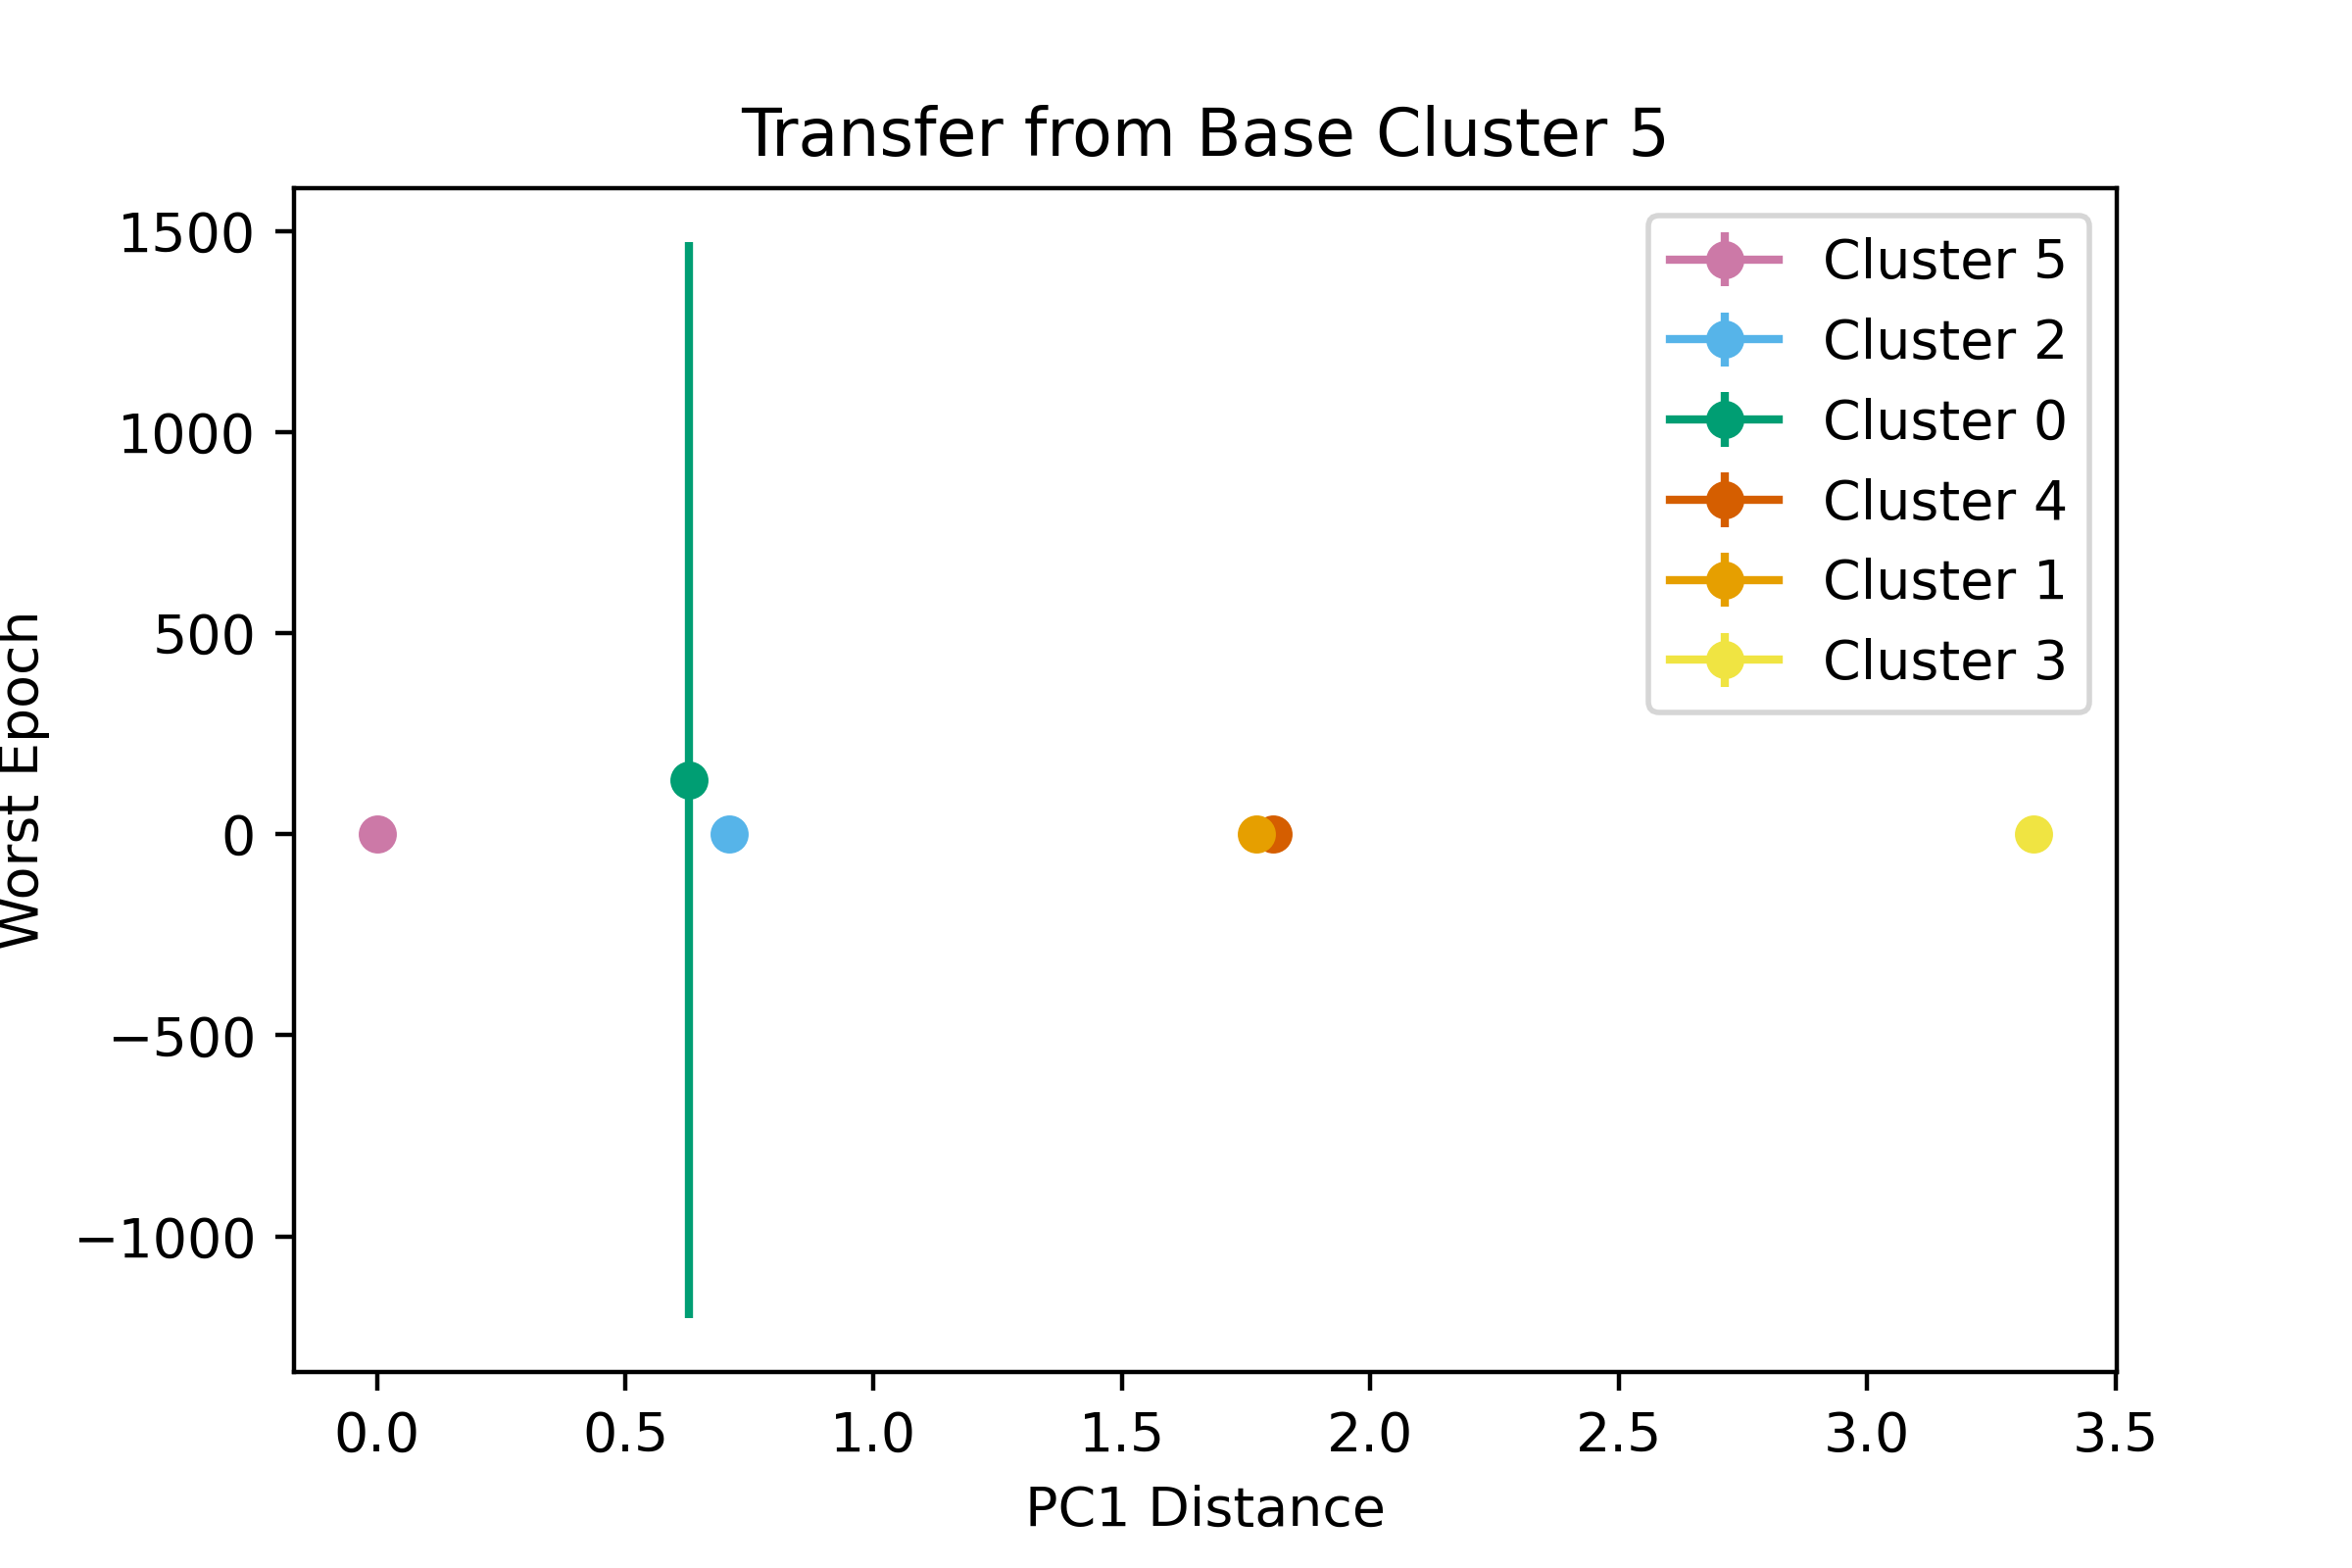 Transfer from Base Cluster 5
1500
1000
500
0
−500
−1000
Worst Epoch
Cluster 5
Cluster 2
Cluster 0
Cluster 4
Cluster 1
Cluster 3
0.0 0.5 1.0 1.5 2.0 2.5 3.0 3.5
PC1 Distance